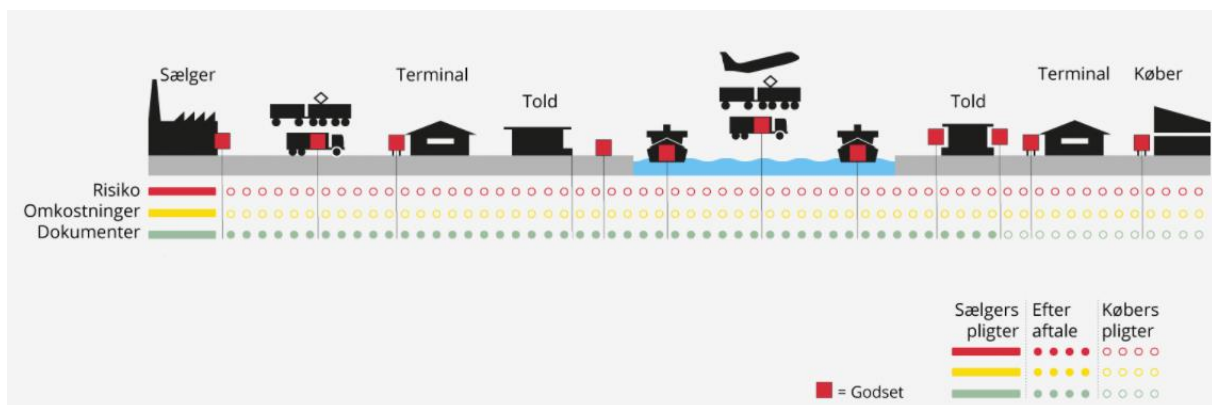 Sælger
Terminal
Told
Told
Terminal
Køber
Risiko
Omkostninger
Dokumenter
Sælgers pligter
Efter aftale
Købers pligter
= Godset